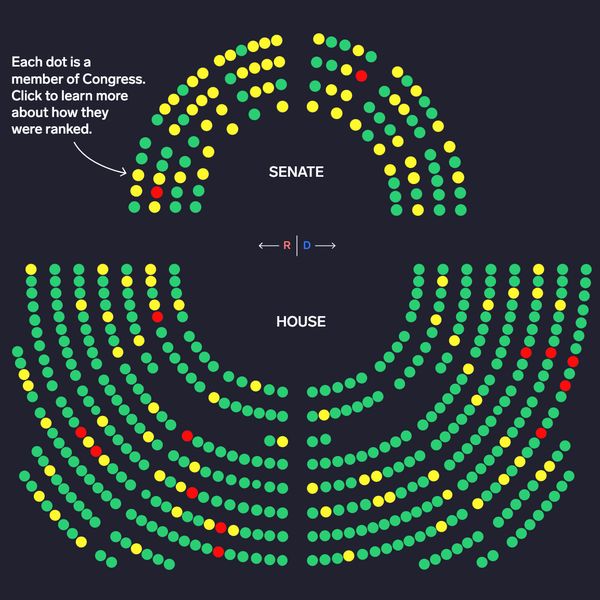 Each dot is a
member of Congress.
Click to learn more
about how they
were ranked.
SENATE
R D
HOUSE